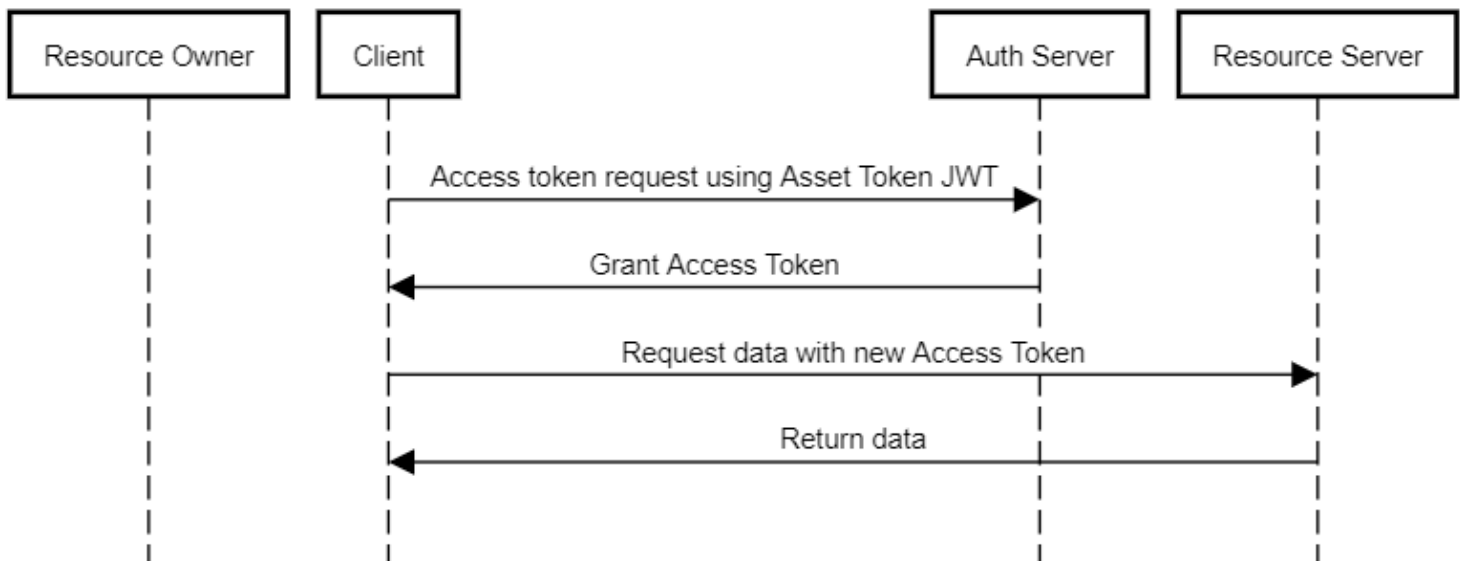 Resource Owner
Client
Auth Server
Resource Server
Access token request using Asset Token JWT
Grant Access Token
Request data with new Access Token
Return data